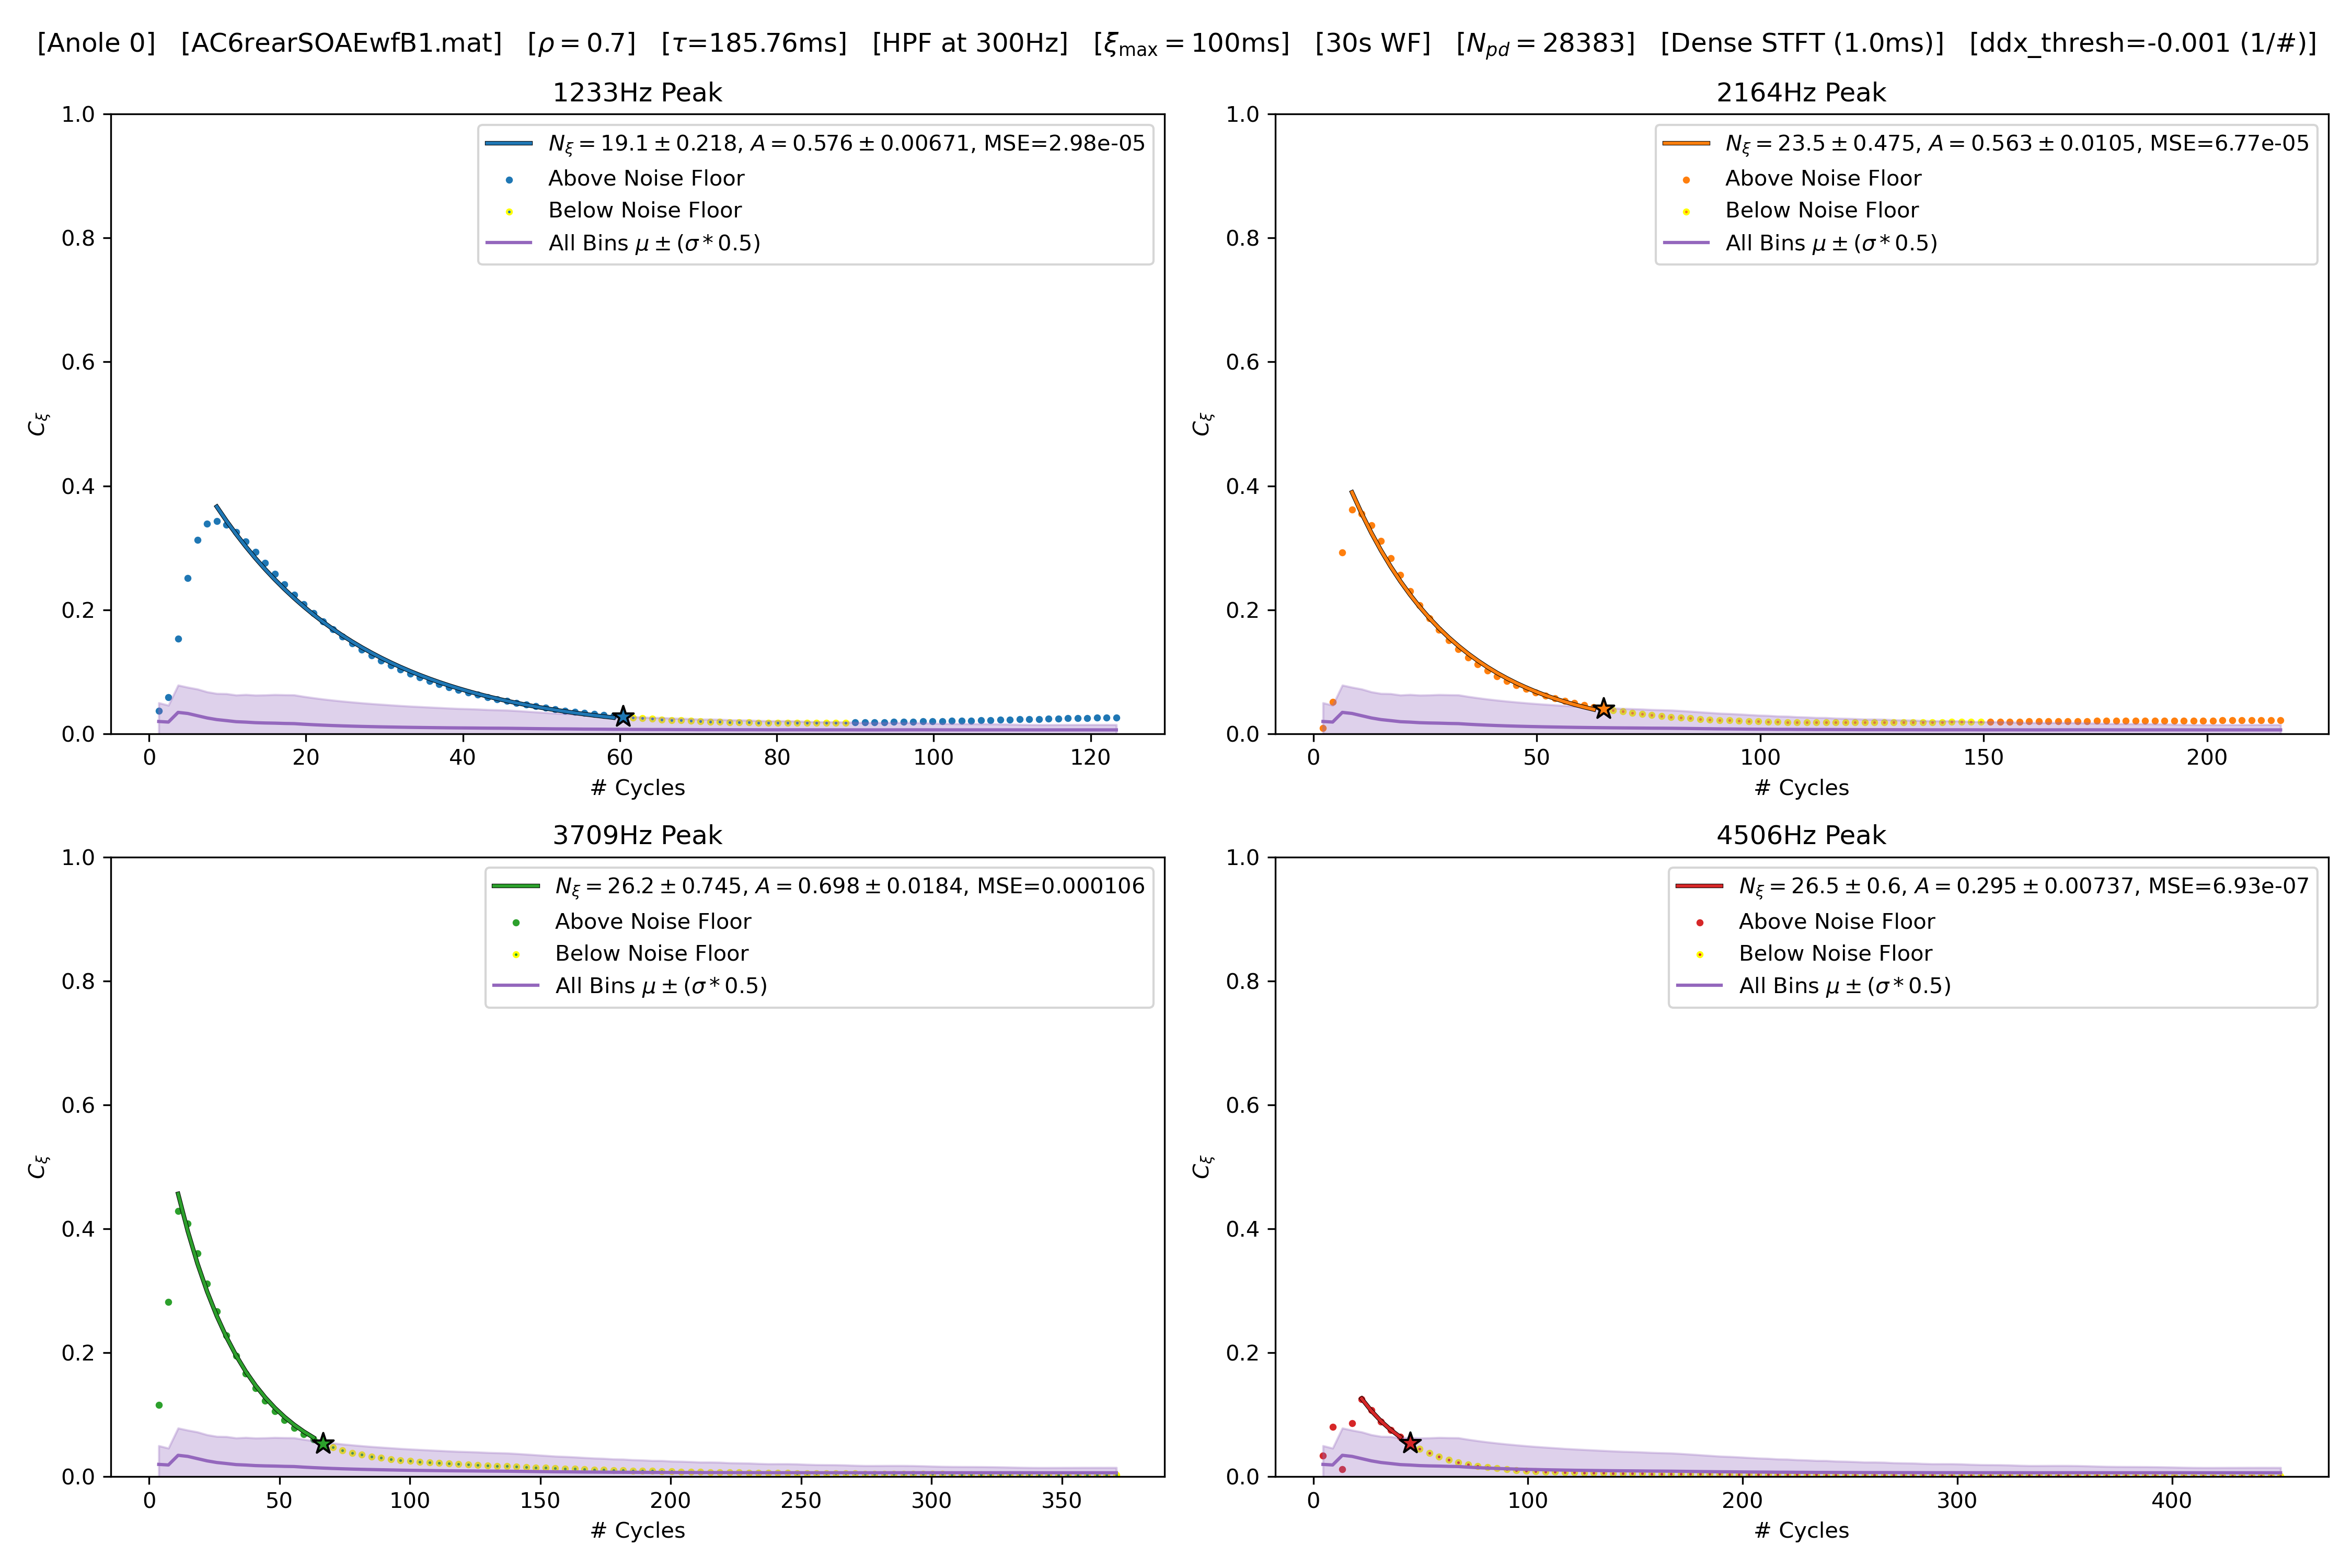 [Anole 0] [AC6rearSOAEwfB1.mat] [ρ = 0.7] [τ=185.76ms] [HPF at 300Hz] [ξmax = 100ms] [30s WF] [Npd = 28383] [Dense STFT (1.0ms)] [ddx_thresh=-0.001 (1/#)]
1233Hz Peak
Nξ = 19.1 ± 0.218, A = 0.576 ± 0.00671, MSE=2.98e-05
Above Noise Floor
Below Noise Floor
All Bins μ ± (σ * 0.5)
1.0
0.8
0.6
0.4
0.2
0.0
Cξ
0 20 40 60 80 100 120
# Cycles
2164Hz Peak
Nξ = 23.5 ± 0.475, A = 0.563 ± 0.0105, MSE=6.77e-05
Above Noise Floor
Below Noise Floor
All Bins μ ± (σ * 0.5)
1.0
0.8
0.6
0.4
0.2
0.0
Cξ
0 50 100 150 200
# Cycles
3709Hz Peak
Nξ = 26.2 ± 0.745, A = 0.698 ± 0.0184, MSE=0.000106
Above Noise Floor
Below Noise Floor
All Bins μ ± (σ * 0.5)
1.0
0.8
0.6
0.4
0.2
0.0
Cξ
0 50 100 150 200 250 300 350
# Cycles
4506Hz Peak
Nξ = 26.5 ± 0.6, A = 0.295 ± 0.00737, MSE=6.93e-07
Above Noise Floor
Below Noise Floor
All Bins μ ± (σ * 0.5)
1.0
0.8
0.6
0.4
0.2
0.0
Cξ
0 100 200 300 400
# Cycles